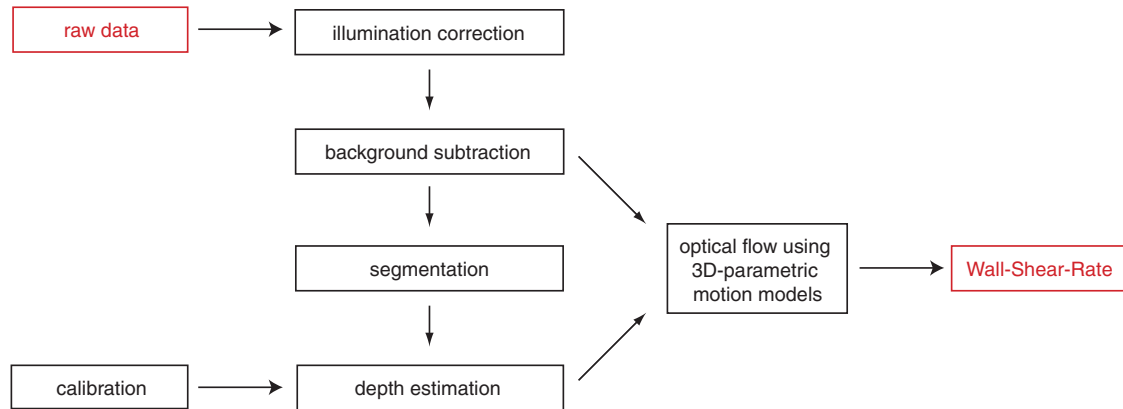 raw data
illumination correction
background subtraction
segmentation
optical flow using
3D-parametric
motion models
Wall-Shear-Rate
calibration
depth estimation